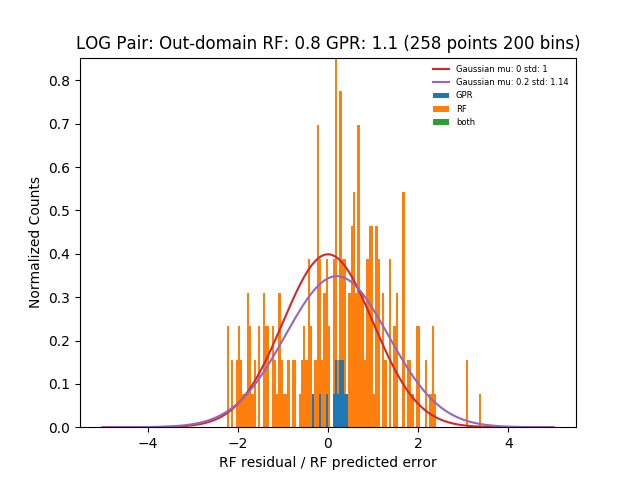 LOG Pair: Out-domain RF: 0.8 GPR: 1.1 (258 points 200 bins)
Gaussian mu: 0 std: 1
Gaussian mu: 0.2 std: 1.14
GPR
RF
both
Normalized Counts
0.8
0.7
0.6
0.5
0.4
0.3
0.2
0.1
0.0
−4
−2
0
2
4
RF residual / RF predicted error